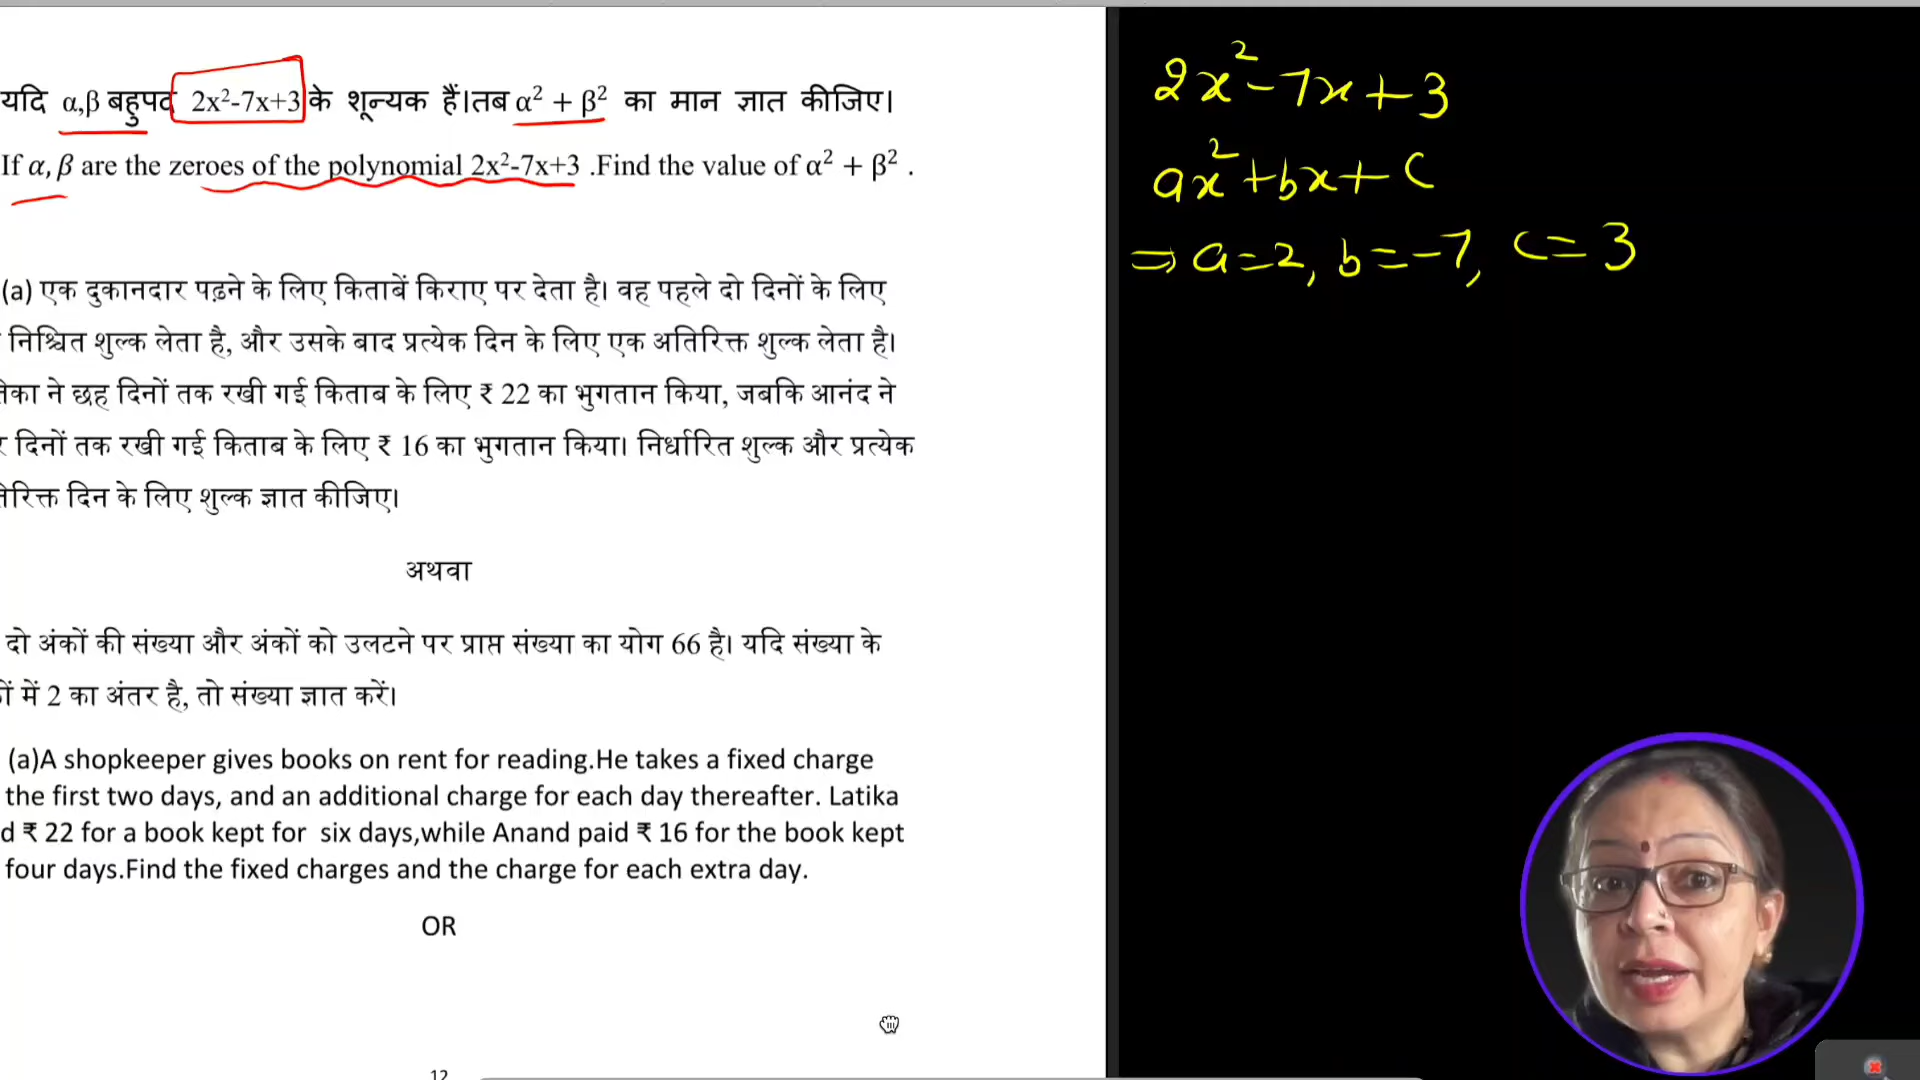 यदि α,β बहुपद 2x²-7x+3 के शून्यक हैं।तब α² + β² का मान ज्ञात कीजिए।
If α, β are the zeroes of the polynomial 2x²-7x+3 .Find the value of α² + β² .
(a) एक दुकानदार पढ़ने के लिए किताबें किराए पर देता है। वह पहले दो दिनों के लिए
निश्चित शुल्क लेता है, और उसके बाद प्रत्येक दिन के लिए एक अतिरिक्त शुल्क लेता है।
ने छह दिनों तक रखी गई किताब के लिए ₹ 22 का भुगतान किया, जबकि आनंद ने
दिनों तक रखी गई किताब के लिए ₹ 16 का भुगतान किया। निर्धारित शुल्क और प्रत्येक
दिन के लिए शुल्क ज्ञात कीजिए।
अथवा
दो अंकों की संख्या और अंकों को उलटने पर प्राप्त संख्या का योग 66 है। यदि संख्या के
में 2 का अंतर है, तो संख्या ज्ञात करें।
(a)A shopkeeper gives books on rent for reading.He takes a fixed charge
the first two days, and an additional charge for each day thereafter. Latika
d ₹ 22 for a book kept for six days,while Anand paid ₹ 16 for the book kept
four days.Find the fixed charges and the charge for each extra day.
OR
12
2x² - 7x + 3
ax² + bx + c
⇒ a = 2, b = -7, c = 3